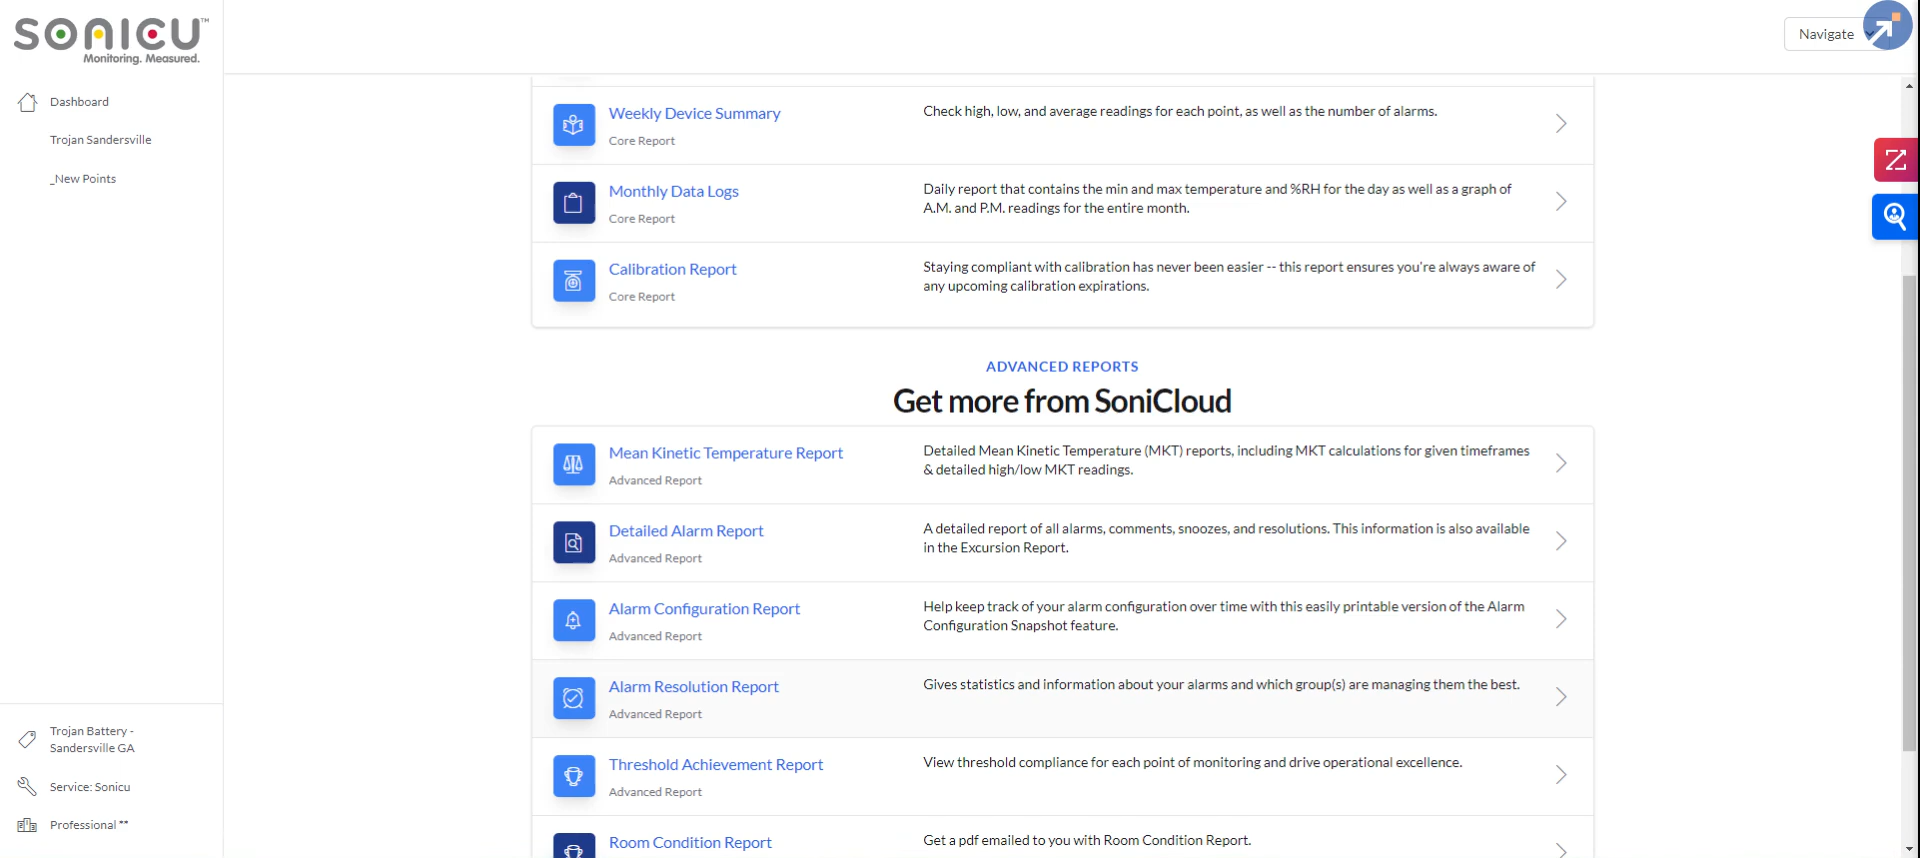 SONICU™
Monitoring. Measured.
Navigate
Dashboard
Trojan Sandersville
_New Points
Weekly Device Summary
Core Report
Check high, low, and average readings for each point, as well as the number of alarms.
Monthly Data Logs
Core Report
Daily report that contains the min and max temperature and %RH for the day as well as a graph of
A.M. and P.M. readings for the entire month.
Calibration Report
Core Report
Staying compliant with calibration has never been easier -- this report ensures you're always aware of
any upcoming calibration expirations.
ADVANCED REPORTS
Get more from SoniCloud
Mean Kinetic Temperature Report
Advanced Report
Detailed Mean Kinetic Temperature (MKT) reports, including MKT calculations for given timeframes
& detailed high/low MKT readings.
Detailed Alarm Report
Advanced Report
A detailed report of all alarms, comments, snoozes, and resolutions. This information is also available
in the Excursion Report.
Alarm Configuration Report
Advanced Report
Help keep track of your alarm configuration over time with this easily printable version of the Alarm
Configuration Snapshot feature.
Alarm Resolution Report
Advanced Report
Gives statistics and information about your alarms and which group(s) are managing them the best.
Threshold Achievement Report
Advanced Report
View threshold compliance for each point of monitoring and drive operational excellence.
Room Condition Report
Get a pdf emailed to you with Room Condition Report.
Trojan Battery -
Sandersville GA
Service: Sonicu
Professional **